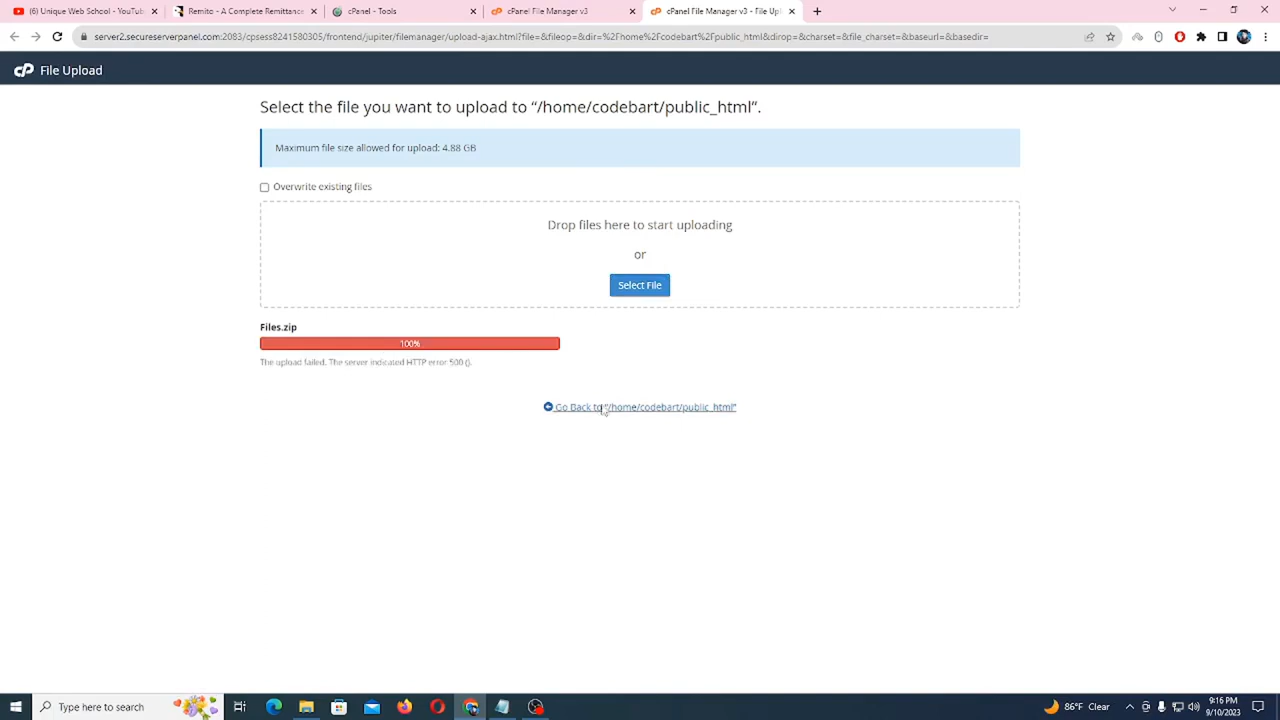 (6) Unique Web School - YouTub
Remito - A Complete Remittanc
cPanel - Tools
cPanel File Manager v3
cPanel File Manager v3 - File Upl
server2.secureserverpanel.com:2083/cpsess8241580305/frontend/jupiter/filemanager/upload-ajax.html?file=&fileop=&dir=%2Fhome%2Fcodebart%2Fpublic_html&dirop=&charset=&file_charset=&baseurl=&basedir=
cP File Upload
Select the file you want to upload to “/home/codebart/public_html”.
Maximum file size allowed for upload: 4.88 GB
Overwrite existing files
Drop files here to start uploading
or
Select File
Files.zip
100%
The upload failed. The server indicated HTTP error: 500 ().
Go Back to “/home/codebart/public_html”
Type here to search
86°F Clear
9:16 PM
9/10/2023